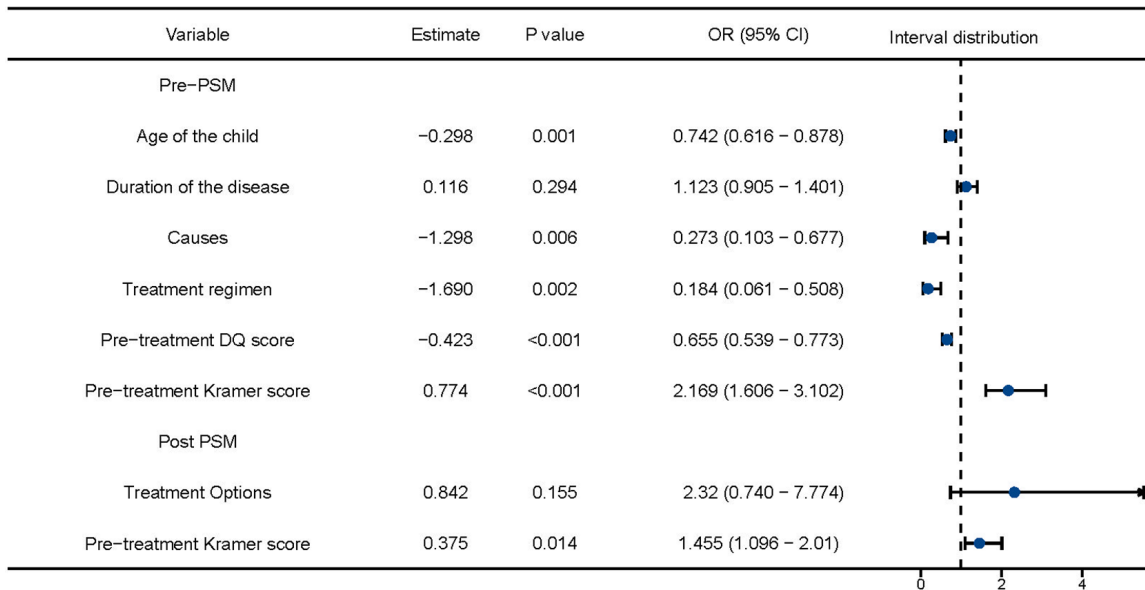 Variable Estimate P value OR (95% CI) Interval distribution
Pre−PSM
Age of the child −0.298 0.001 0.742 (0.616 − 0.878)
Duration of the disease 0.116 0.294 1.123 (0.905 − 1.401)
Causes −1.298 0.006 0.273 (0.103 − 0.677)
Treatment regimen −1.690 0.002 0.184 (0.061 − 0.508)
Pre−treatment DQ score −0.423 <0.001 0.655 (0.539 − 0.773)
Pre−treatment Kramer score 0.774 <0.001 2.169 (1.606 − 3.102)
Post PSM
Treatment Options 0.842 0.155 2.32 (0.740 − 7.774)
Pre−treatment Kramer score 0.375 0.014 1.455 (1.096 − 2.01)
0 2 4